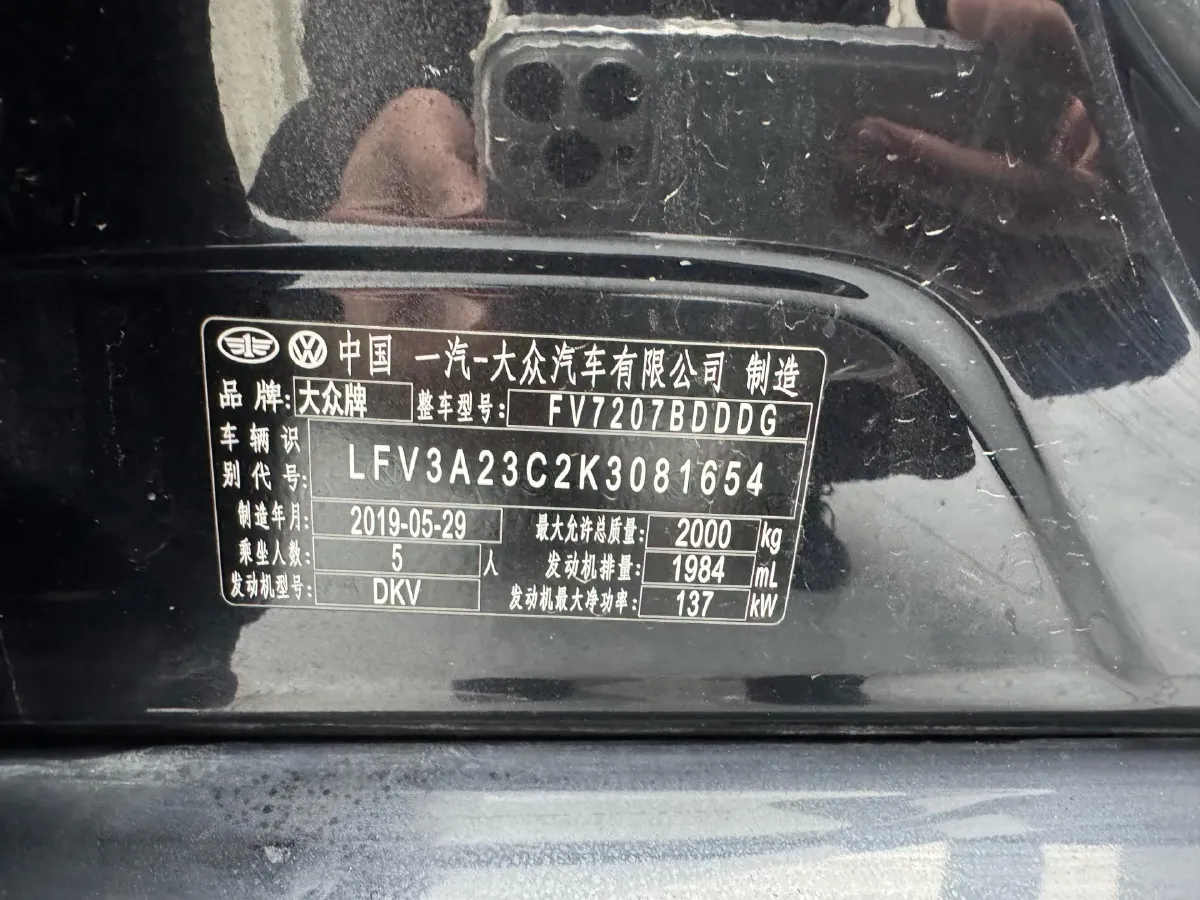 中国 一汽-大众汽车有限公司 制造
品牌: 大众牌 整车型号: FV7207BDDDG
车辆识别代号: LFV3A23C2K3081654
制造年月: 2019-05-29 最大允许总质量: 2000 kg
乘坐人数: 5 人 发动机排量: 1984 mL
发动机型号: DKV 发动机最大净功率: 137 kW